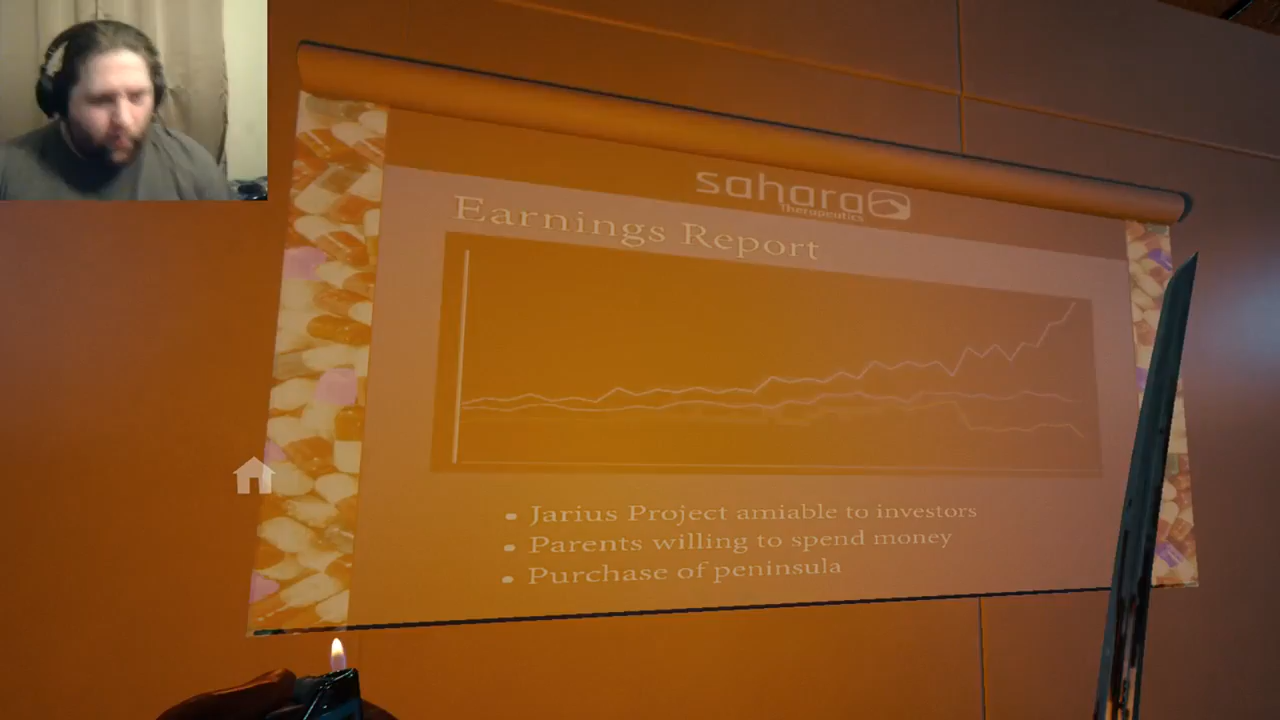 sahara
Therapeutics
Earnings Report
Jarius Project amiable to investors
Parents willing to spend money
Purchase of peninsula